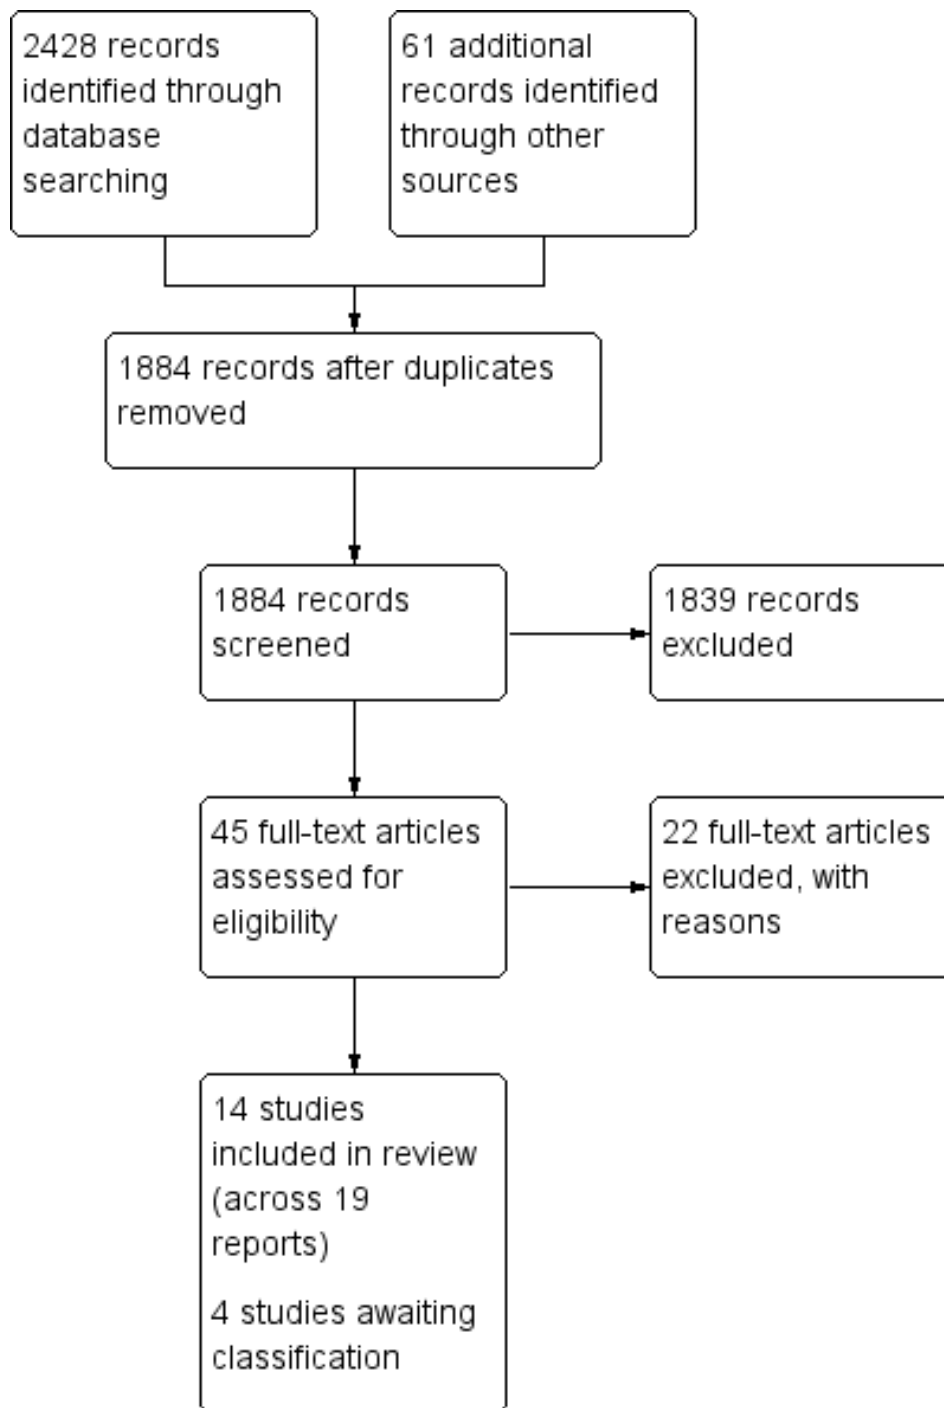 2428 records
identified through
database
searching
61 additional
records identified
through other
sources
1884 records after duplicates
removed
1884 records
screened
1839 records
excluded
45 full-text articles
assessed for
eligibility
22 full-text articles
excluded, with
reasons
14 studies
included in review
(across 19
reports)
4 studies awaiting
classification